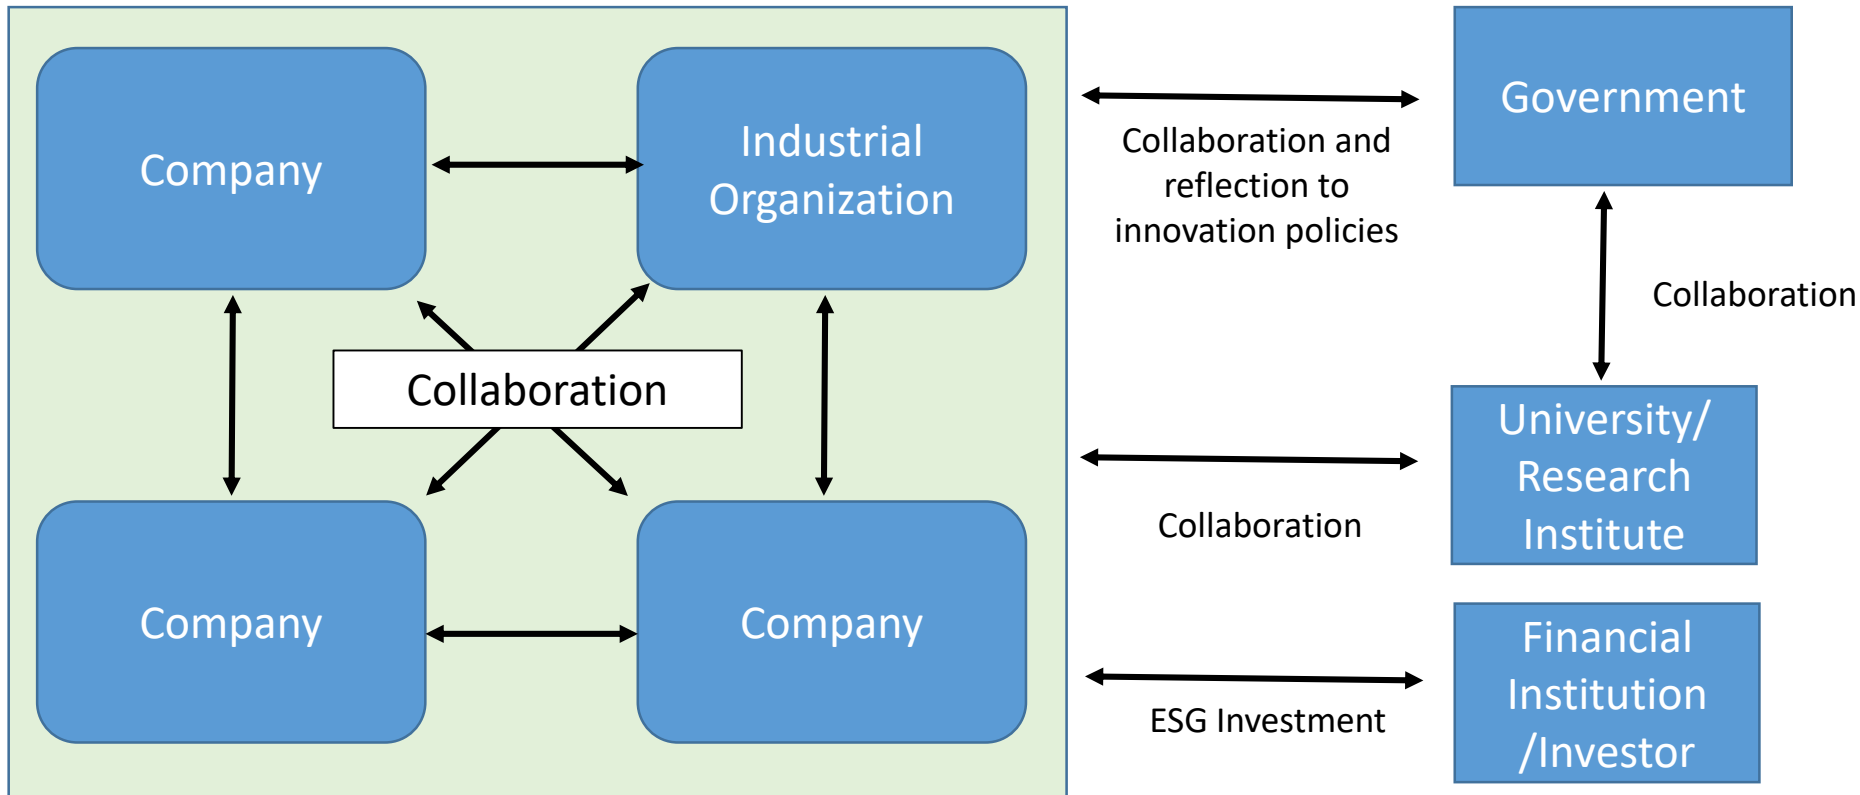 Company
Industrial
Organization
Collaboration
Company
Company
Collaboration and
reflection to
innovation policies
Collaboration
ESG Investment
Government
Collaboration
University/
Research
Institute
Financial
Institution
/Investor